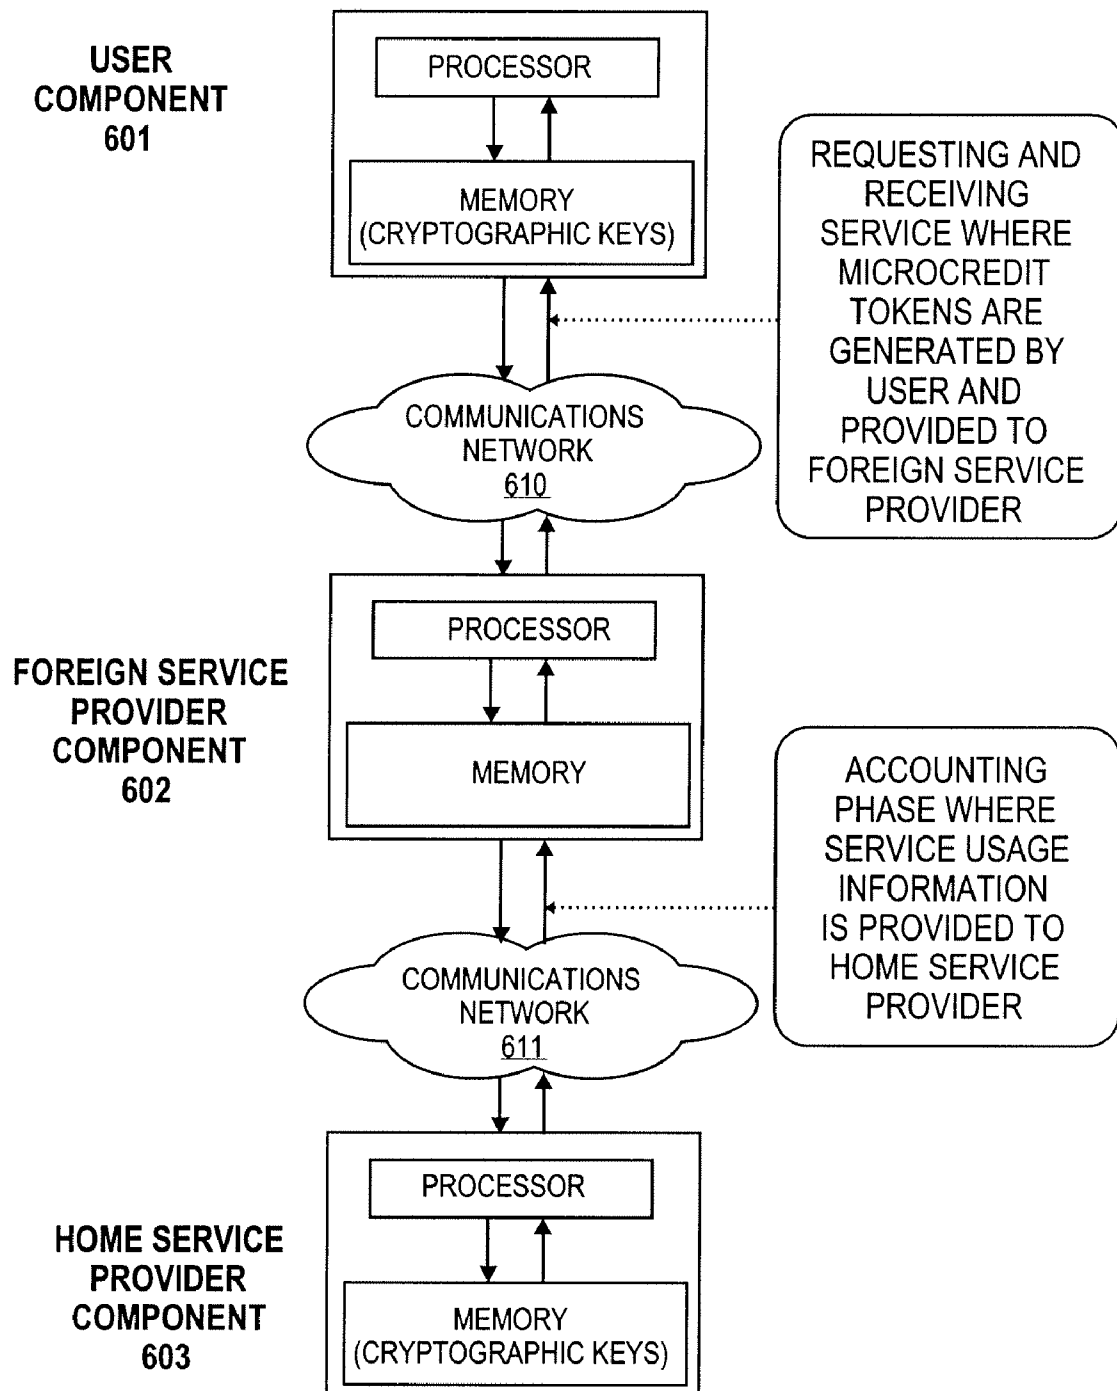 USER
COMPONENT
601
PROCESSOR
MEMORY
(CRYPTOGRAPHIC KEYS)
REQUESTING AND
RECEIVING
SERVICE WHERE
MICROCREDIT
TOKENS ARE
GENERATED BY
USER AND
PROVIDED TO
FOREIGN SERVICE
PROVIDER
COMMUNICATIONS
NETWORK
610
FOREIGN SERVICE
PROVIDER
COMPONENT
602
PROCESSOR
MEMORY
ACCOUNTING
PHASE WHERE
SERVICE USAGE
INFORMATION
IS PROVIDED TO
HOME SERVICE
PROVIDER
COMMUNICATIONS
NETWORK
611
HOME SERVICE
PROVIDER
COMPONENT
603
PROCESSOR
MEMORY
(CRYPTOGRAPHIC KEYS)